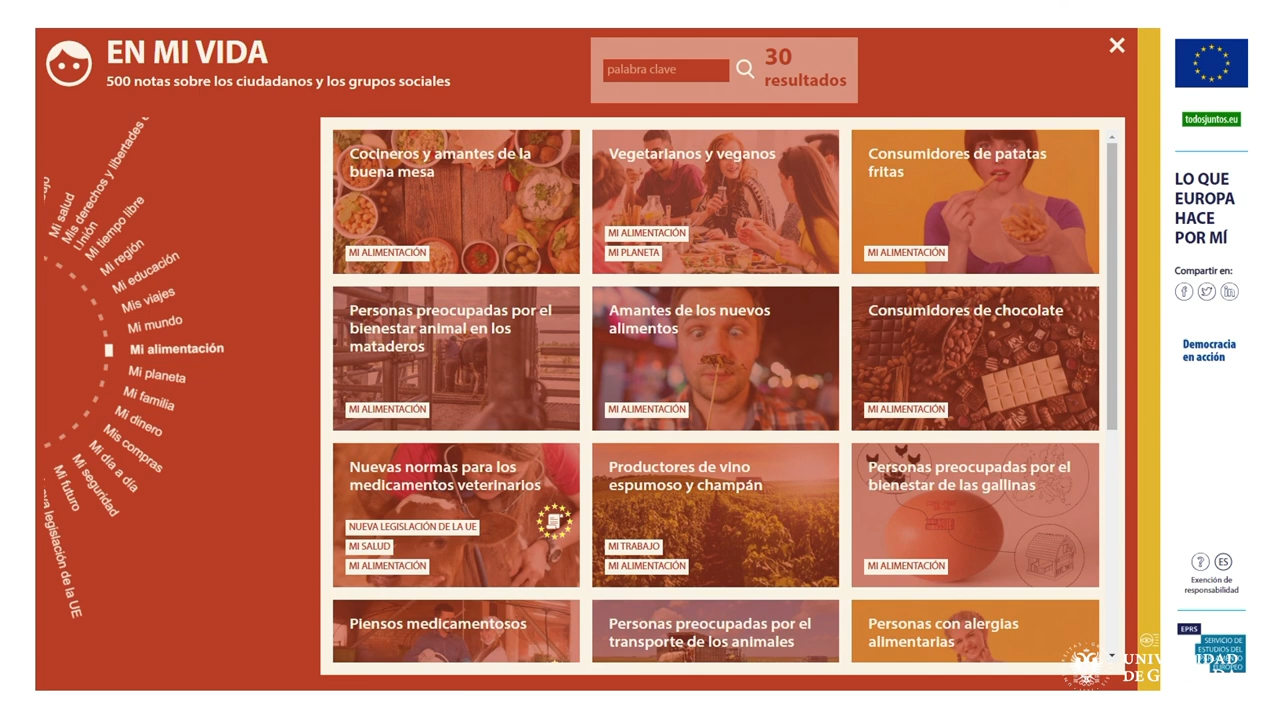 EN MI VIDA
500 notas sobre los ciudadanos y los grupos sociales
palabra clave
30
resultados
Mi salud
Mis derechos y libertades
Unión
Mi tiempo libre
Mi región
Mi educación
Mis viajes
Mi mundo
Mi alimentación
Mi planeta
Mi familia
Mi dinero
Mis compras
Mi día a día
Mi seguridad
Mi futuro
legislación de la UE
Cocineros y amantes de la
buena mesa
MI ALIMENTACIÓN
Vegetarianos y veganos
MI ALIMENTACIÓN
MI PLANETA
Consumidores de patatas
fritas
MI ALIMENTACIÓN
Personas preocupadas por el
bienestar animal en los
mataderos
MI ALIMENTACIÓN
Amantes de los nuevos
alimentos
MI ALIMENTACIÓN
Consumidores de chocolate
MI ALIMENTACIÓN
Nuevas normas para los
medicamentos veterinarios
NUEVA LEGISLACIÓN DE LA UE
MI SALUD
MI ALIMENTACIÓN
Productores de vino
espumoso y champán
MI TRABAJO
MI ALIMENTACIÓN
Personas preocupadas por el
bienestar de las gallinas
MI ALIMENTACIÓN
Piensos medicamentosos
Personas preocupadas por el
transporte de los animales
Personas con alergias
alimentarias
todosjuntos.eu
LO QUE
EUROPA
HACE
POR MÍ
Compartir en:
Democracia
en acción
ES
Exención de
responsabilidad
EPRS
SERVICIO DE
ESTUDIOS DEL